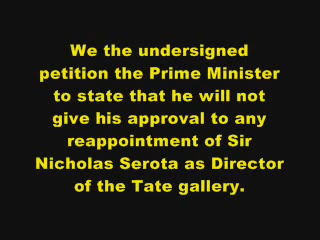 We the undersigned
petition the Prime Minister
to state that he will not
give his approval to any
reappointment of Sir
Nicholas Serota as Director
of the Tate gallery.